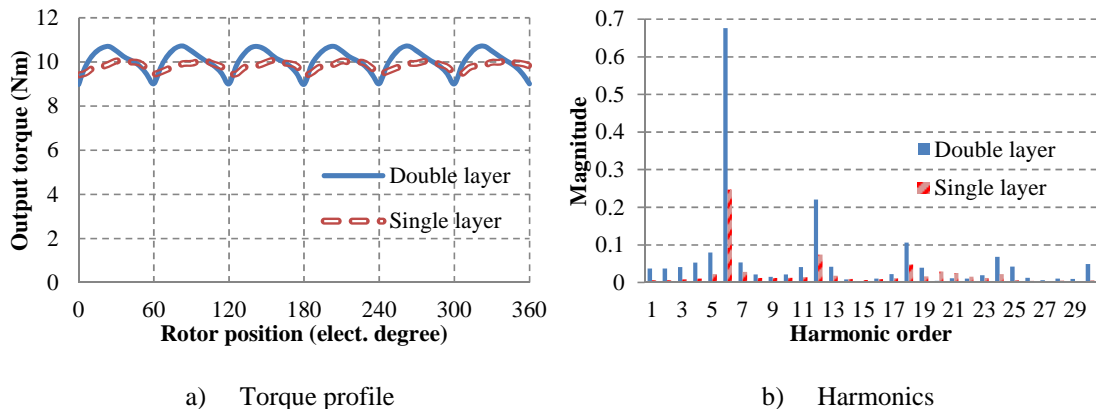 12
10
8
6
4
2
0
0 60 120 180 240 300 360
Output torque (Nm)
Rotor position (elect. degree)
Double layer
Single layer
a) Torque profile
0.7
0.6
0.5
0.4
0.3
0.2
0.1
0
1 3 5 7 9 11 13 15 17 19 21 23 25 27 29
Magnitude
Harmonic order
Double layer
Single layer
b) Harmonics